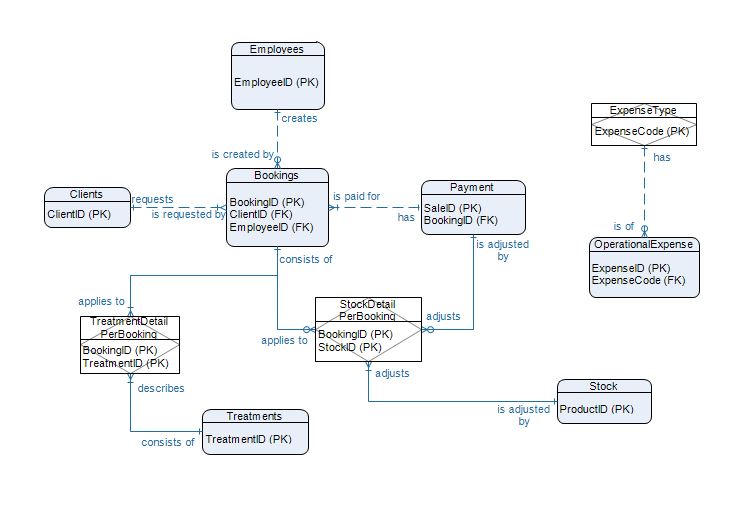 Employees
EmployeeID (PK)
creates
is created by
ExpenseType
ExpenseCode (PK)
has
is of
OperationalExpense
ExpenseID (PK)
ExpenseCode (FK)
Clients
ClientID (PK)
requests
is requested by
Bookings
BookingID (PK)
ClientID (FK)
EmployeeID (FK)
is paid for
has
Payment
SaleID (PK)
BookingID (FK)
consists of
is adjusted
by
applies to
TreatmentDetail
PerBooking
BookingID (PK)
TreatmentID (PK)
applies to
StockDetail
PerBooking
BookingID (PK)
StockID (PK)
adjusts
adjusts
describes
consists of
Treatments
TreatmentID (PK)
is adjusted
by
Stock
ProductID (PK)